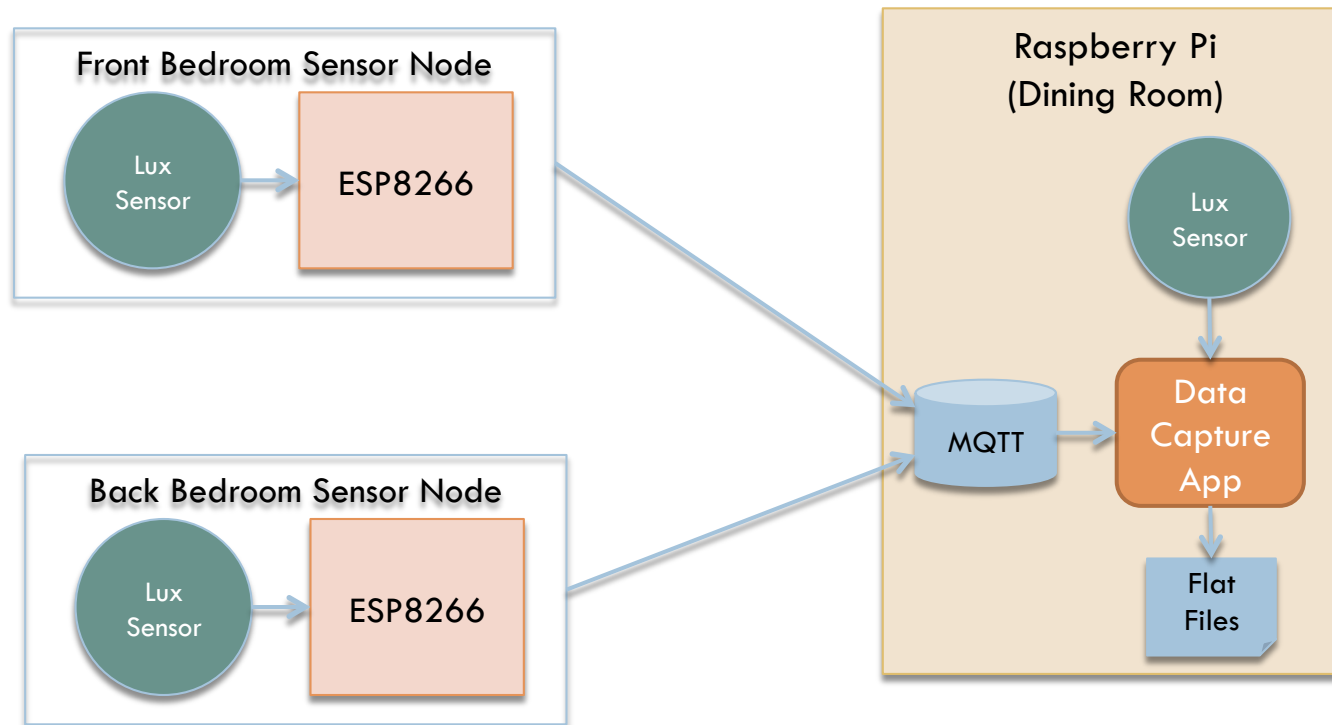 Front Bedroom Sensor Node
Lux
Sensor
ESP8266
Back Bedroom Sensor Node
Lux
Sensor
ESP8266
Raspberry Pi
(Dining Room)
Lux
Sensor
MQTT
Data
Capture
App
Flat
Files